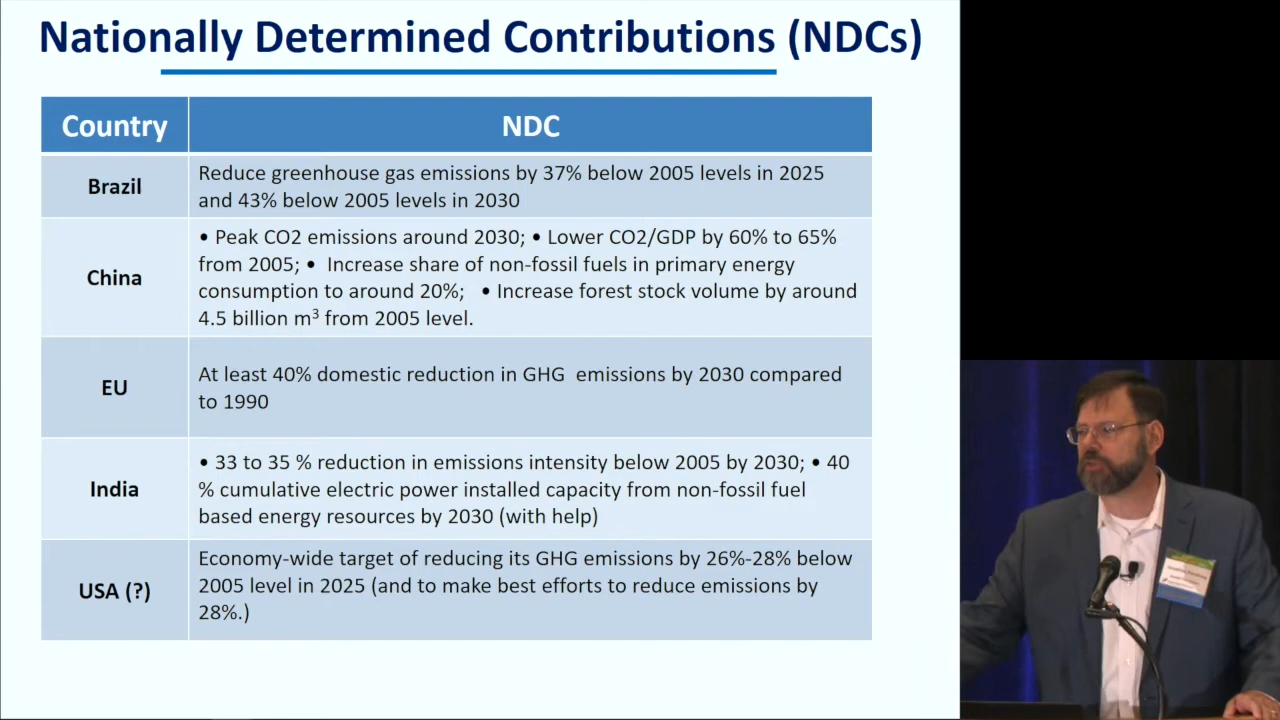 Nationally Determined Contributions (NDCs)
Country NDC
Brazil
Reduce greenhouse gas emissions by 37% below 2005 levels in 2025
and 43% below 2005 levels in 2030
China
• Peak CO2 emissions around 2030; • Lower CO2/GDP by 60% to 65%
from 2005; • Increase share of non-fossil fuels in primary energy
consumption to around 20%; • Increase forest stock volume by around
4.5 billion m³ from 2005 level.
EU
At least 40% domestic reduction in GHG emissions by 2030 compared
to 1990
India
• 33 to 35 % reduction in emissions intensity below 2005 by 2030; • 40
% cumulative electric power installed capacity from non-fossil fuel
based energy resources by 2030 (with help)
USA (?)
Economy-wide target of reducing its GHG emissions by 26%-28% below
2005 level in 2025 (and to make best efforts to reduce emissions by
28%.)